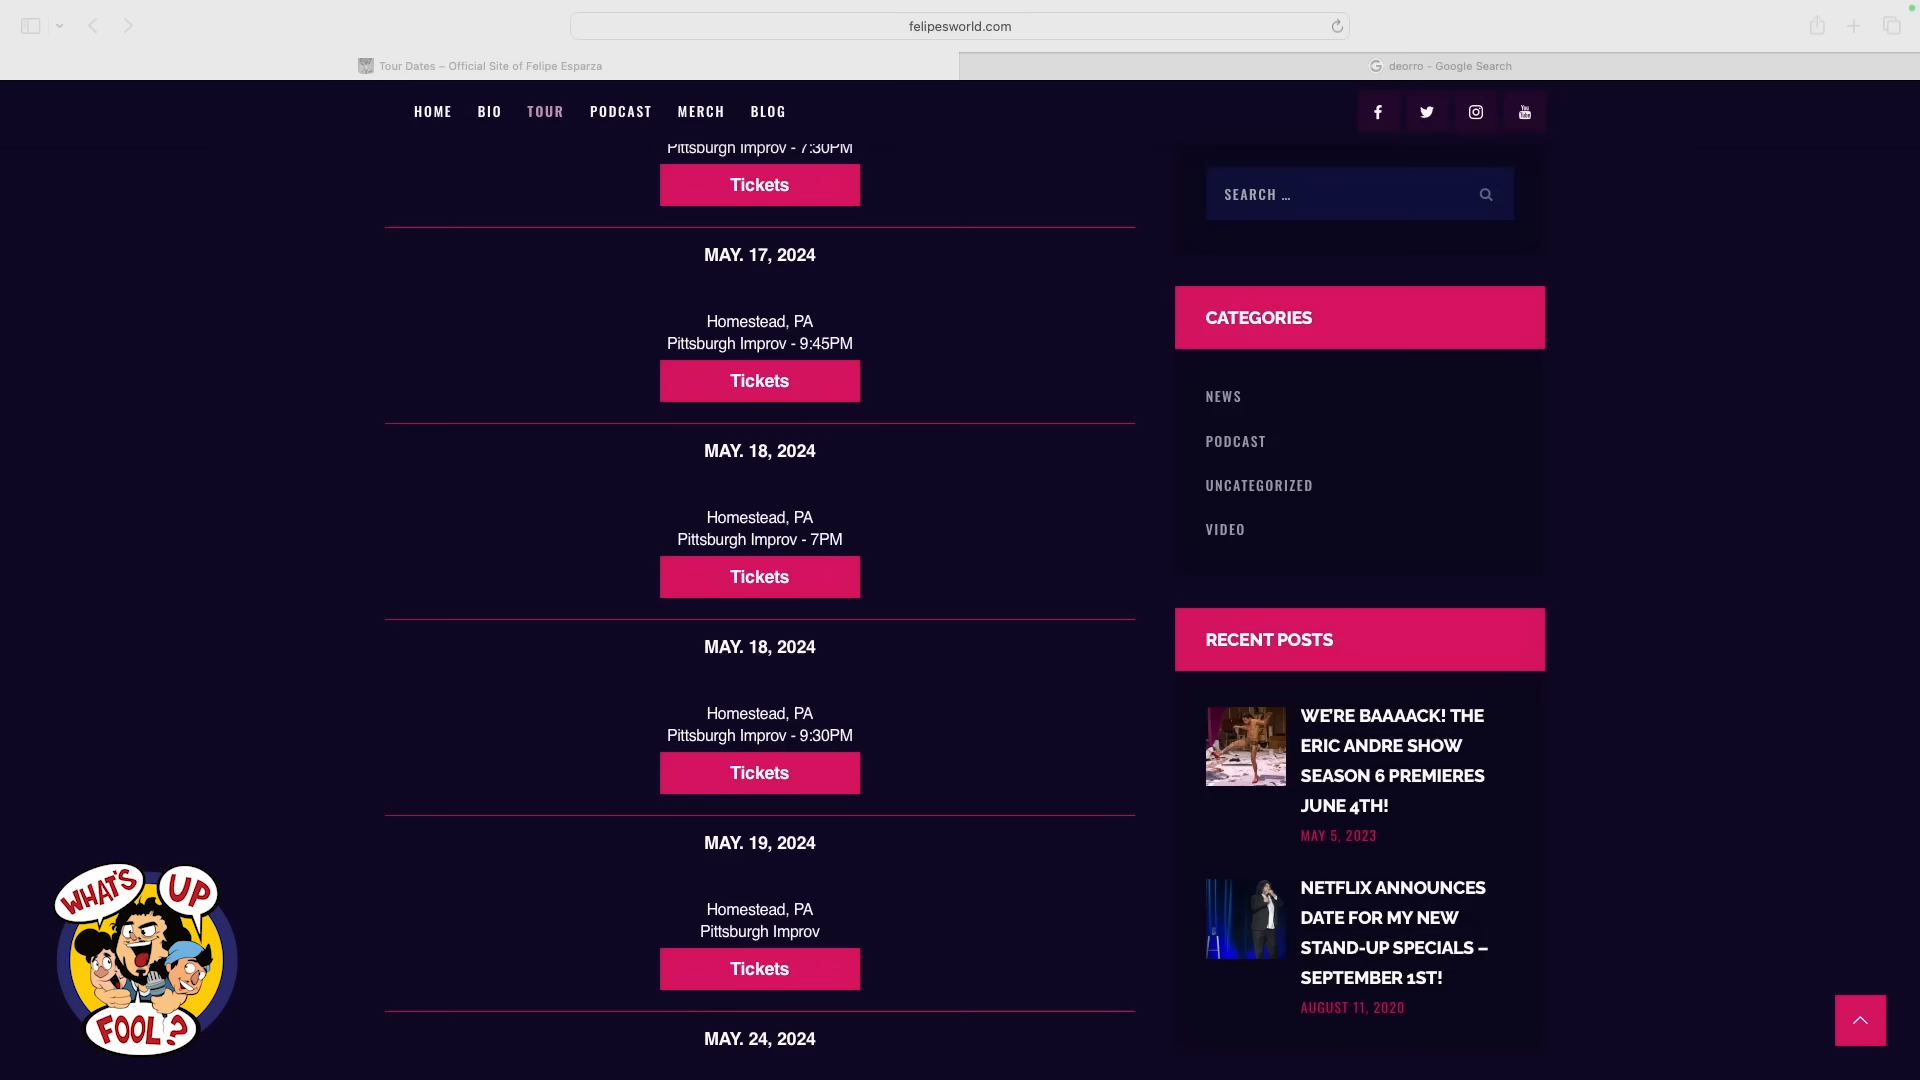 felipesworld.com
Tour Dates – Official Site of Felipe Esparza
deorro - Google Search
HOME BIO TOUR PODCAST MERCH BLOG
Pittsburgh Improv - 7:30PM
Tickets
MAY. 17, 2024
Homestead, PA
Pittsburgh Improv - 9:45PM
Tickets
MAY. 18, 2024
Homestead, PA
Pittsburgh Improv - 7PM
Tickets
MAY. 18, 2024
Homestead, PA
Pittsburgh Improv - 9:30PM
Tickets
MAY. 19, 2024
Homestead, PA
Pittsburgh Improv
Tickets
MAY. 24, 2024
SEARCH …
CATEGORIES
NEWS
PODCAST
UNCATEGORIZED
VIDEO
RECENT POSTS
WE'RE BAAAACK! THE
ERIC ANDRE SHOW
SEASON 6 PREMIERES
JUNE 4TH!
MAY 5, 2023
NETFLIX ANNOUNCES
DATE FOR MY NEW
STAND-UP SPECIALS –
SEPTEMBER 1ST!
AUGUST 11, 2020
WHAT'S UP
FOOL?